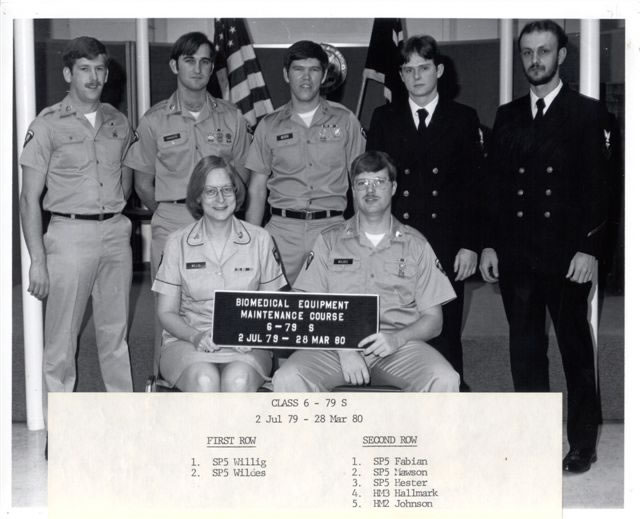 BIOMEDICAL EQUIPMENT
MAINTENANCE COURSE
6-79 S
2 JUL 79 - 28 MAR 80
CLASS 6 - 79 S
2 Jul 79 - 28 Mar 80
FIRST ROW
1. SP5 Willig
2. SP5 Wildes
SECOND ROW
1. SP5 Fabian
2. SP5 Mawson
3. SP5 Hester
4. HM3 Hallmark
5. HM2 Johnson